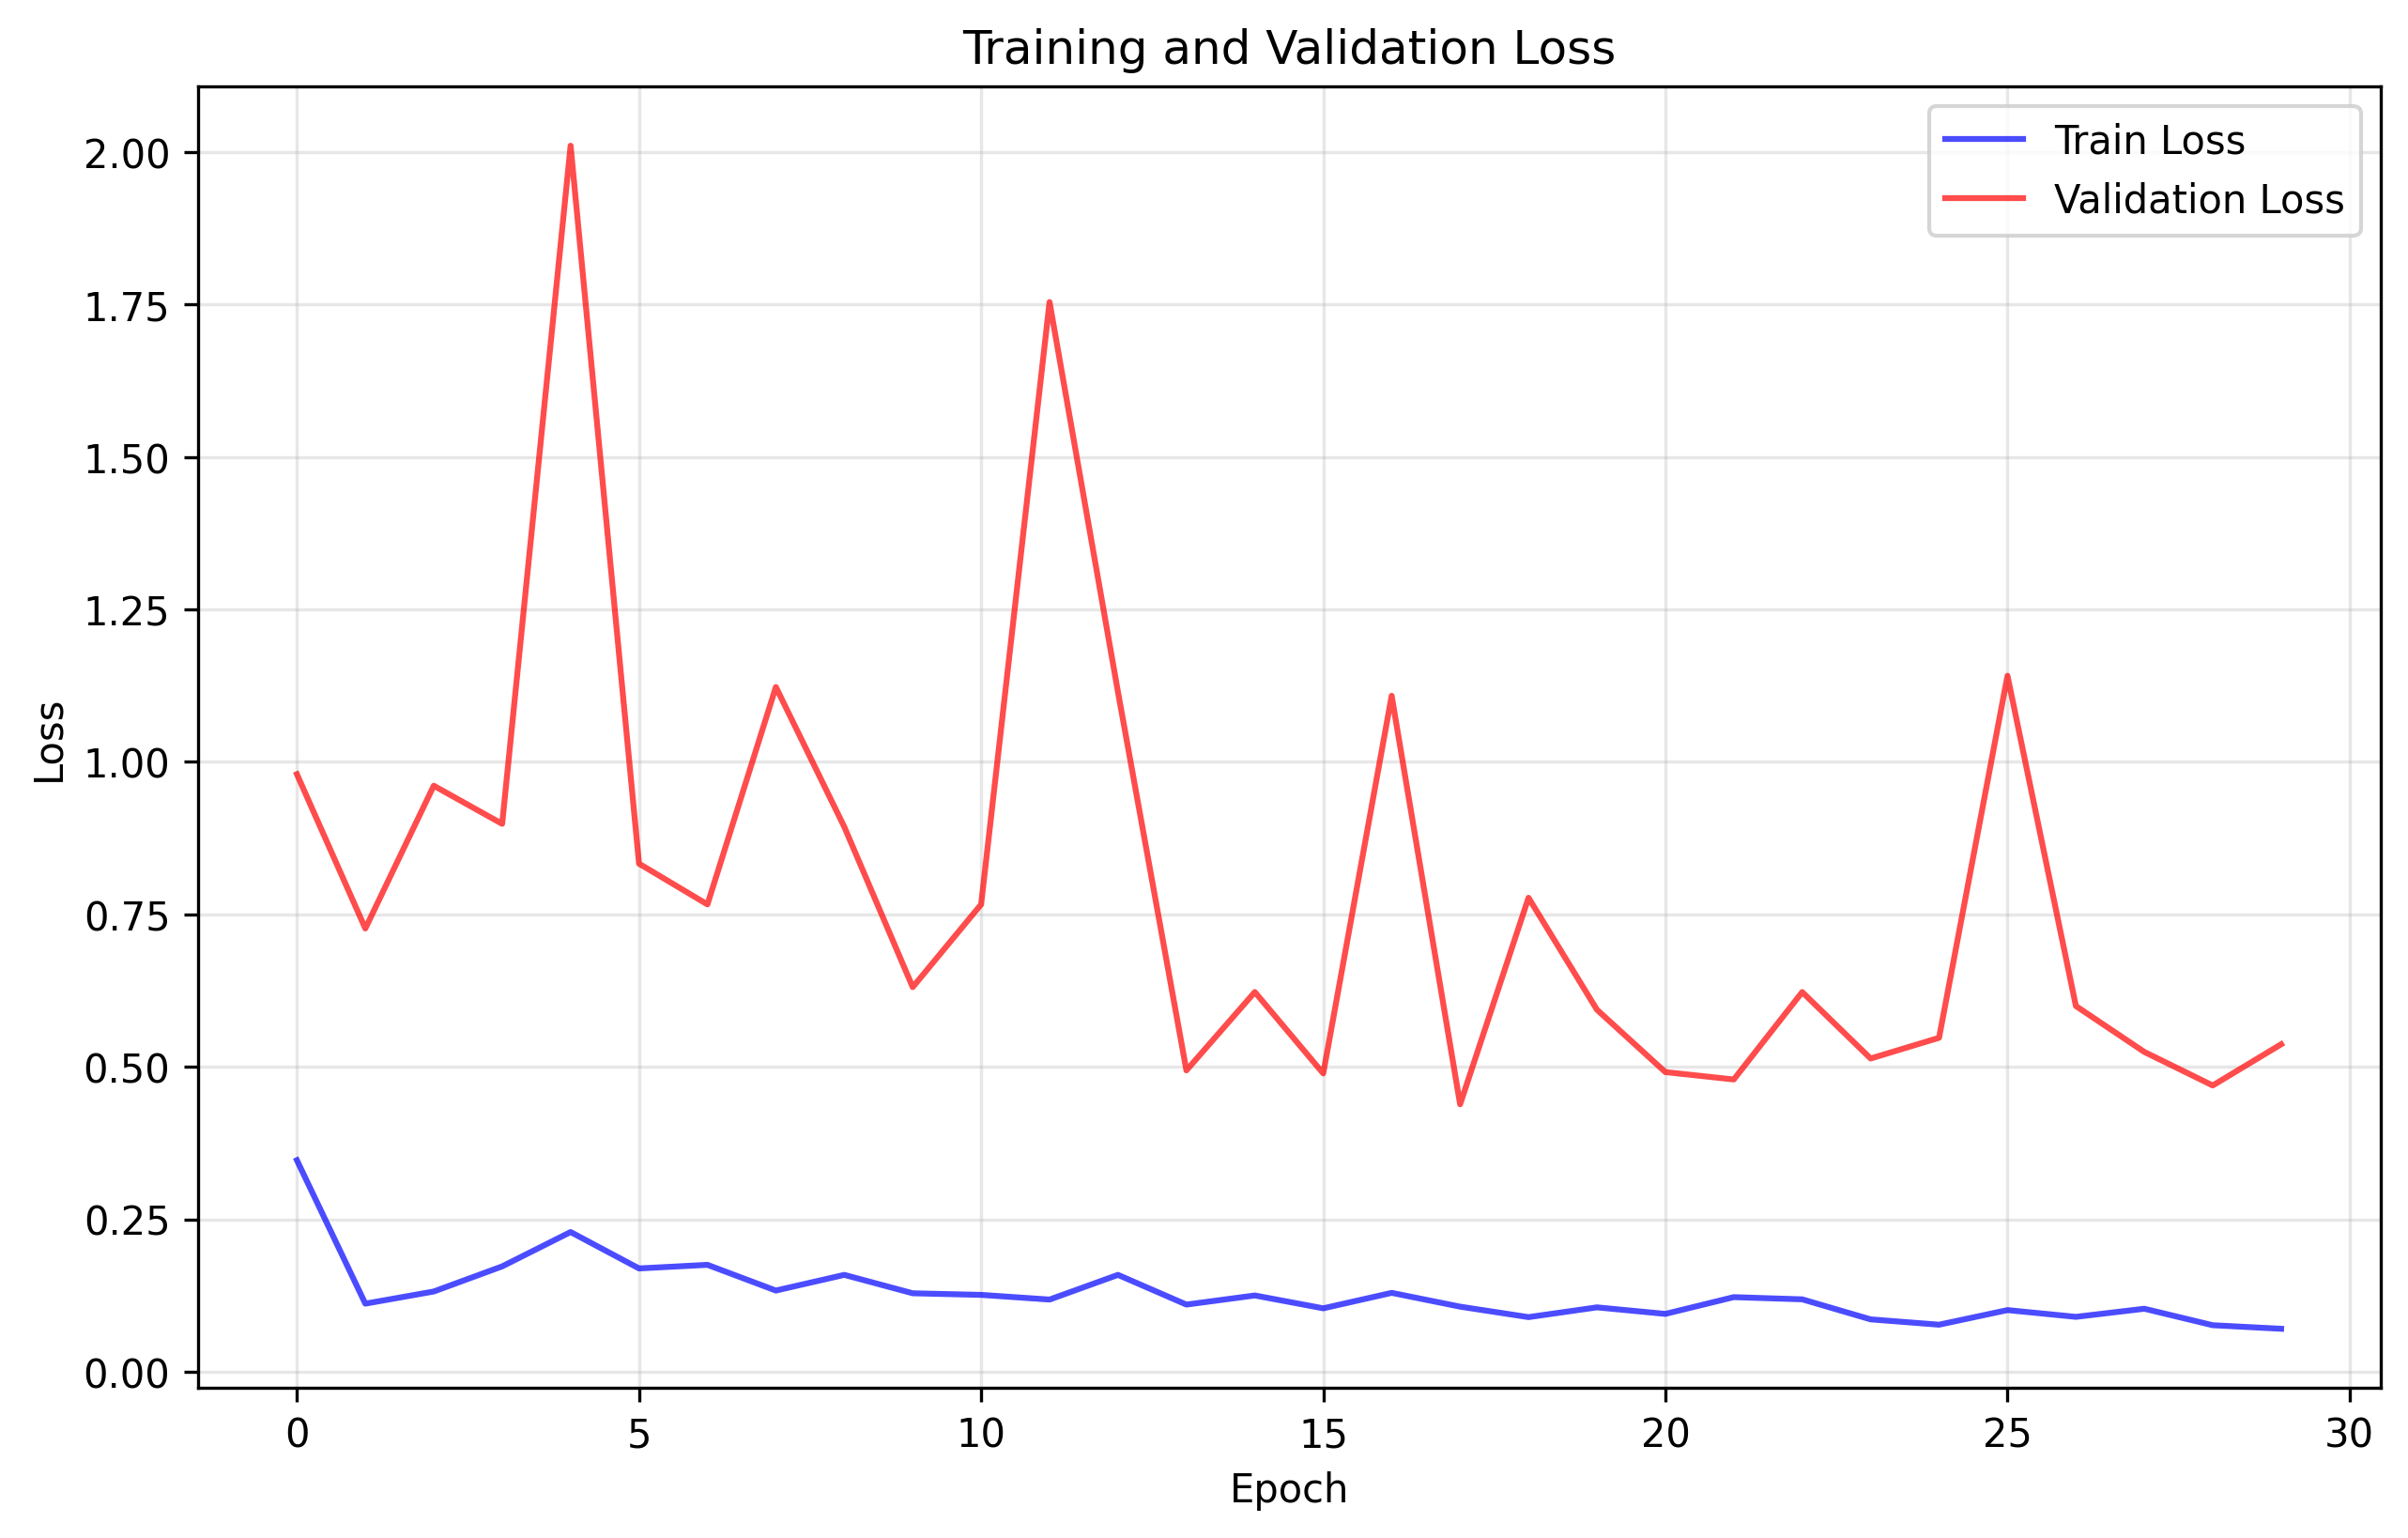 Training and Validation Loss
Train Loss
Validation Loss
2.00
1.75
1.50
1.25
1.00
0.75
0.50
0.25
0.00
Loss
0 5 10 15 20 25 30
Epoch